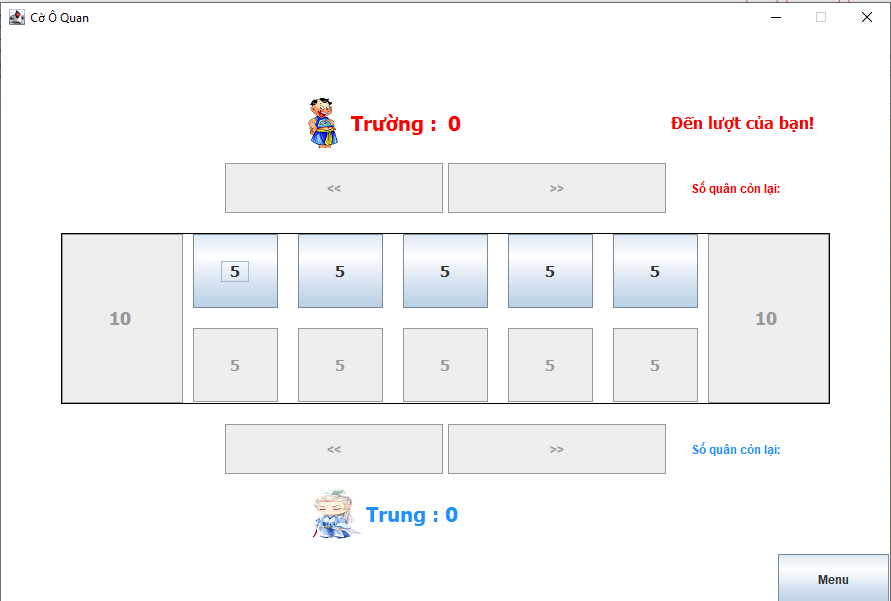 Cờ Ô Quan
Trường : 0
Đến lượt của bạn!
<< >>
Số quân còn lại:
10 5 5 5 5 5 10
5 5 5 5 5
<< >>
Số quân còn lại:
Trung : 0
Menu